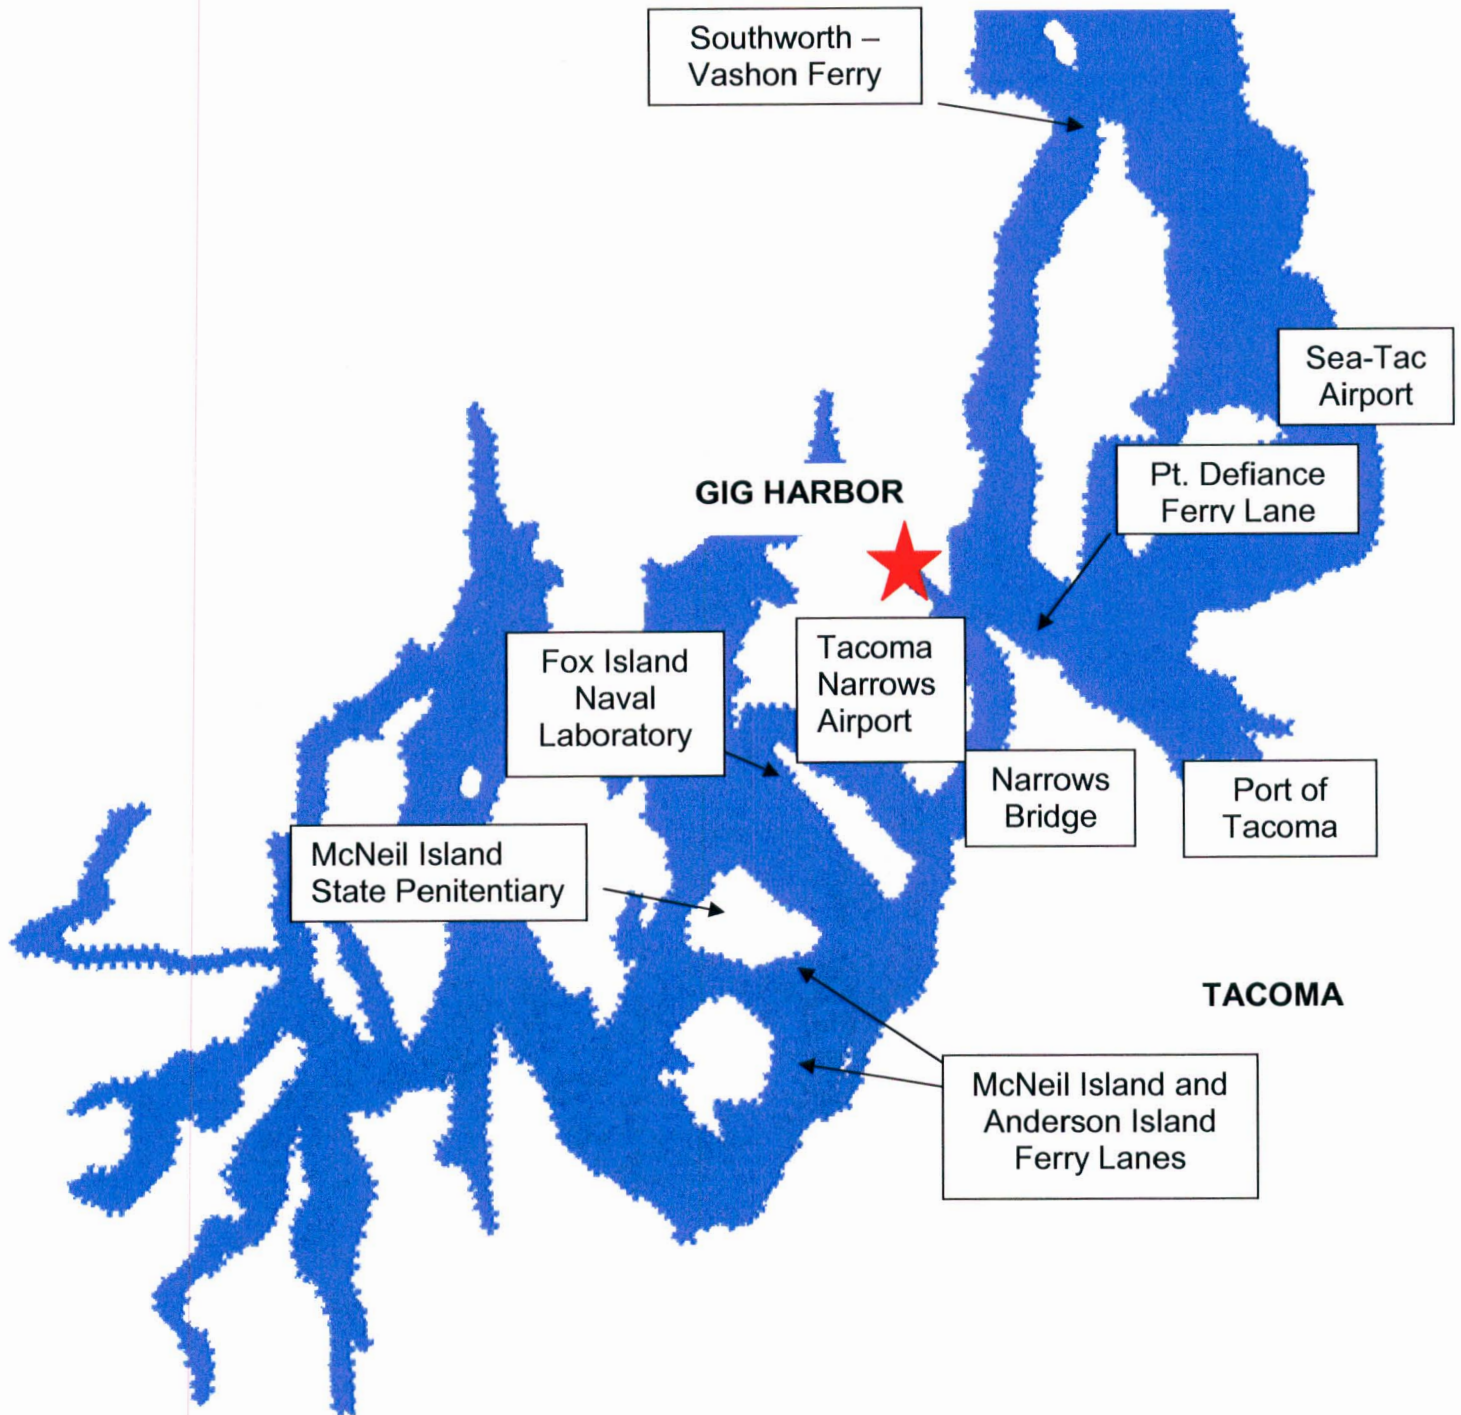 Southworth –
Vashon Ferry
Sea-Tac
Airport
GIG HARBOR
Pt. Defiance
Ferry Lane
Fox Island
Naval
Laboratory
Tacoma
Narrows
Airport
Narrows
Bridge
Port of
Tacoma
McNeil Island
State Penitentiary
TACOMA
McNeil Island and
Anderson Island
Ferry Lanes